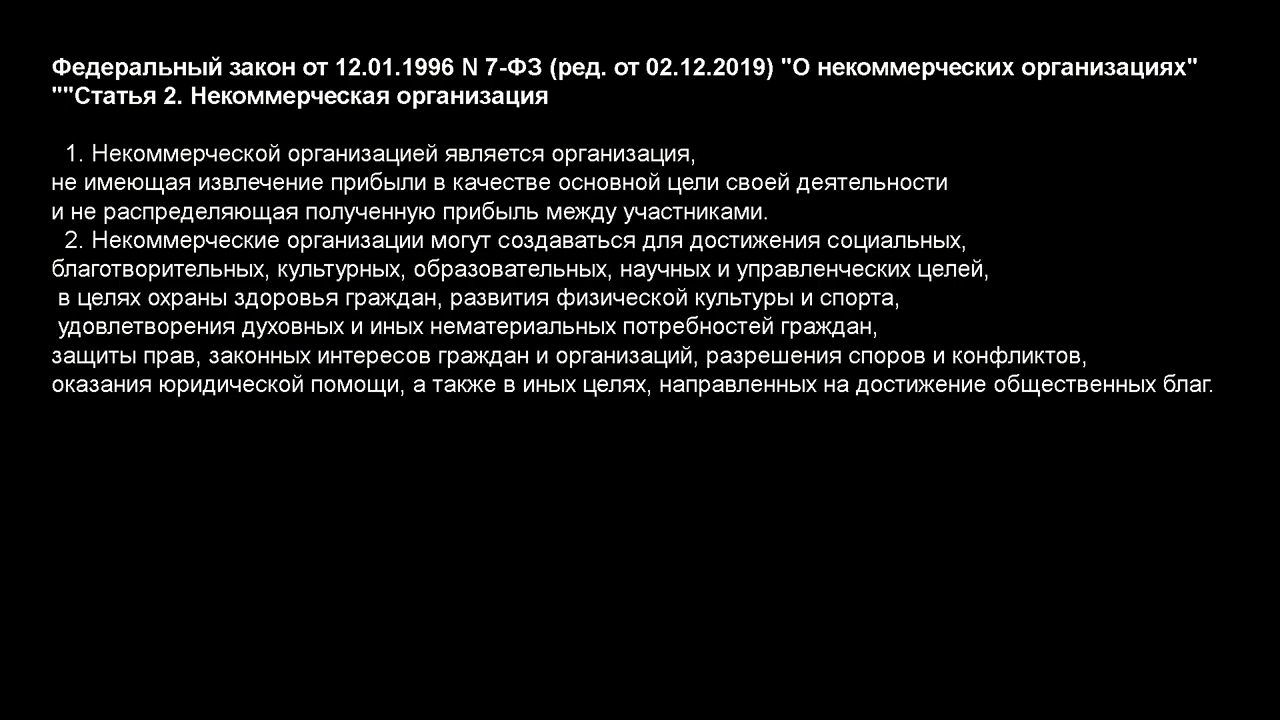 Федеральный закон от 12.01.1996 N 7-ФЗ (ред. от 02.12.2019) "О некоммерческих организациях"
""Статья 2. Некоммерческая организация
1. Некоммерческой организацией является организация,
не имеющая извлечение прибыли в качестве основной цели своей деятельности
и не распределяющая полученную прибыль между участниками.
2. Некоммерческие организации могут создаваться для достижения социальных,
благотворительных, культурных, образовательных, научных и управленческих целей,
в целях охраны здоровья граждан, развития физической культуры и спорта,
удовлетворения духовных и иных нематериальных потребностей граждан,
защиты прав, законных интересов граждан и организаций, разрешения споров и конфликтов,
оказания юридической помощи, а также в иных целях, направленных на достижение общественных благ.